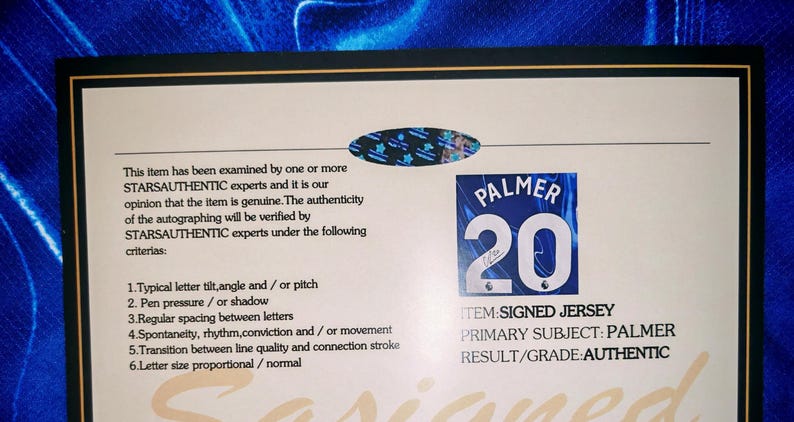 This item has been examined by one or more
STARSAUTHENTIC experts and it is our
opinion that the item is genuine.The authenticity
of the autographing will be verified by
STARSAUTHENTIC experts under the following
criterias:
1.Typical letter tilt,angle and / or pitch
2. Pen pressure / or shadow
3.Regular spacing between letters
4.Spontaneity, rhythm,conviction and / or movement
5.Transition between line quality and connection stroke
6.Letter size proportional / normal
PALMER
20
ITEM:SIGNED JERSEY
PRIMARY SUBJECT: PALMER
RESULT/GRADE:AUTHENTIC
Sasigned